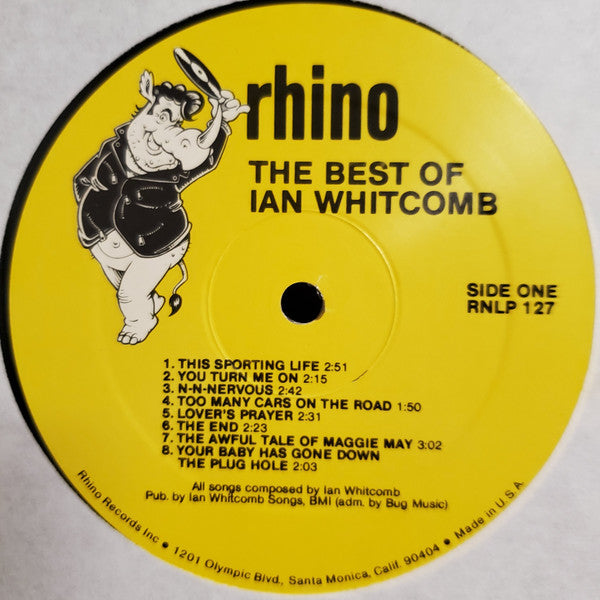 rhino
THE BEST OF
IAN WHITCOMB
SIDE ONE
RNLP 127
1. THIS SPORTING LIFE 2:51
2. YOU TURN ME ON 2:15
3. N-N-NERVOUS 2:42
4. TOO MANY CARS ON THE ROAD 1:50
5. LOVER'S PRAYER 2:31
6. THE END 2:23
7. THE AWFUL TALE OF MAGGIE MAY 3:02
8. YOUR BABY HAS GONE DOWN
THE PLUG HOLE 2:03
All songs composed by Ian Whitcomb
Pub. by Ian Whitcomb Songs, BMI (adm. by Bug Music)
Rhino Records Inc • 1201 Olympic Blvd., Santa Monica, Calif. 90404 • Made in U.S.A.